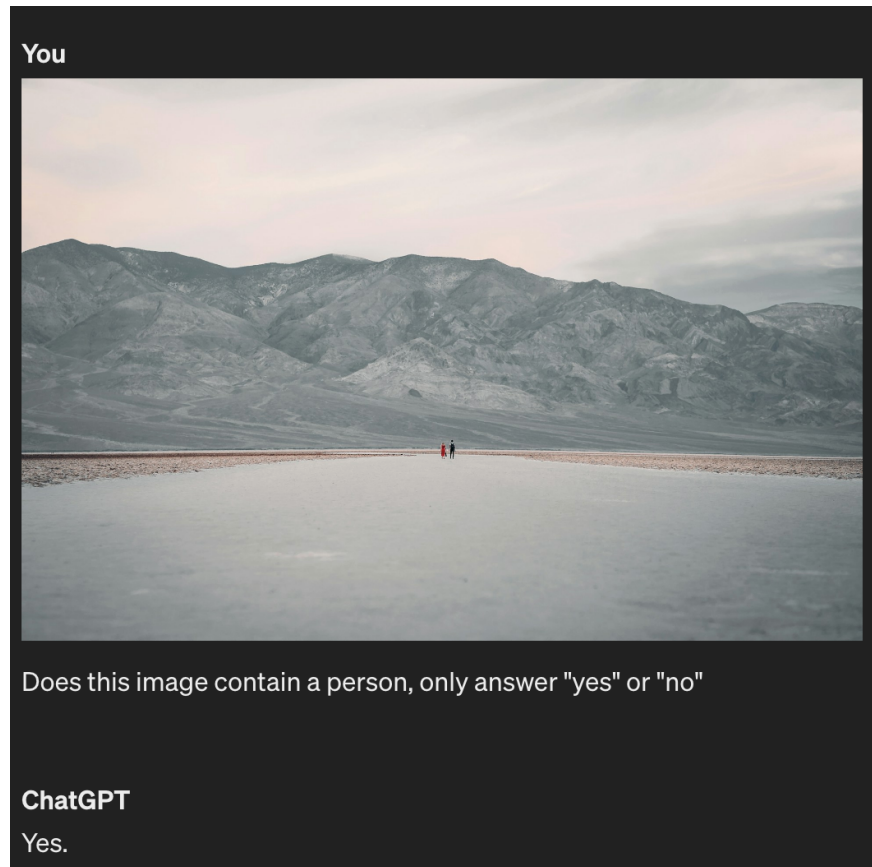 You
Does this image contain a person, only answer "yes" or "no"
ChatGPT
Yes.